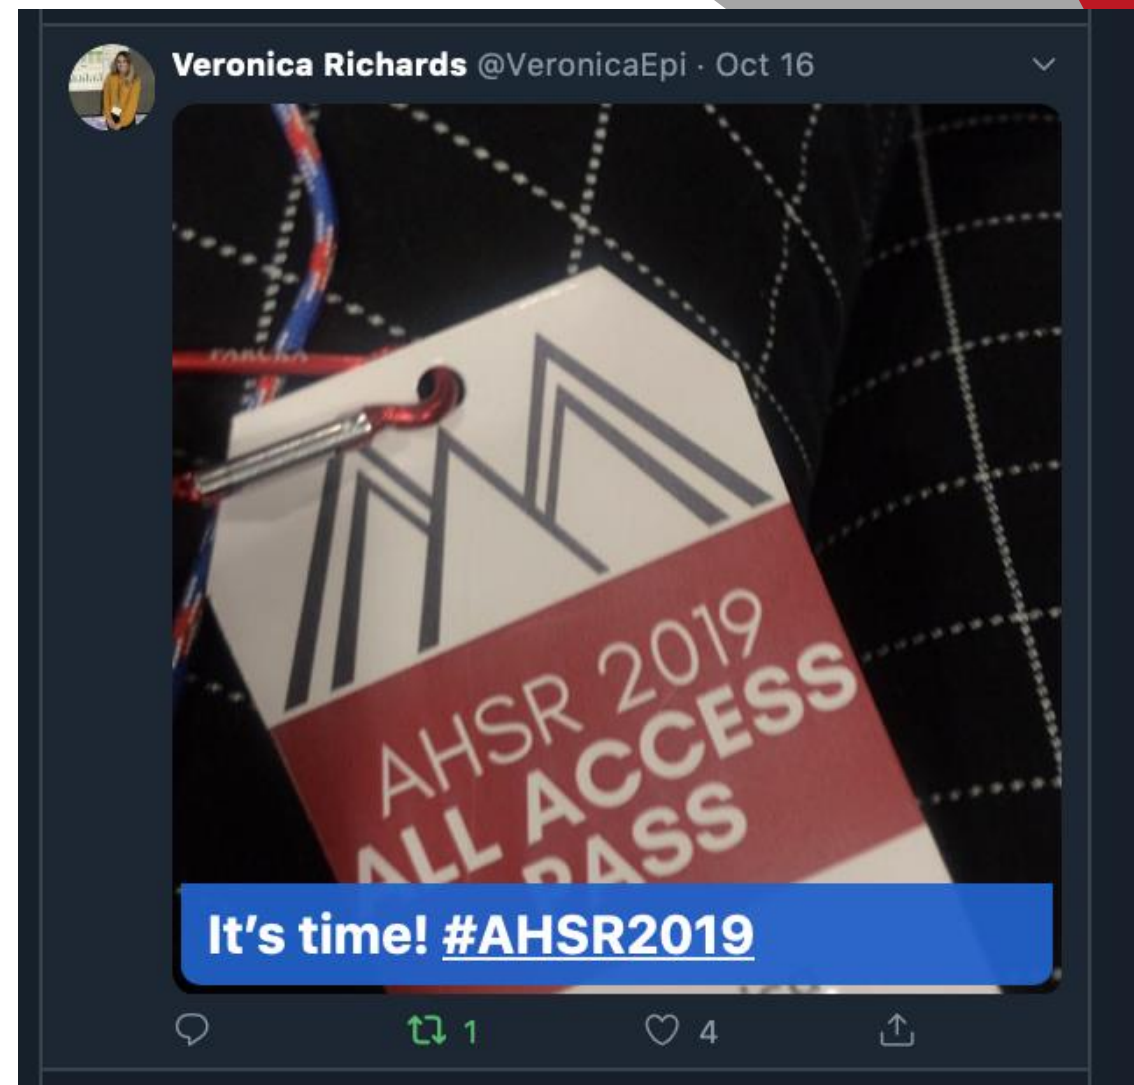 Veronica Richards @VeronicaEpi · Oct 16
AHSR 2019
ALL ACCESS
PASS
It's time! #AHSR2019
1
4